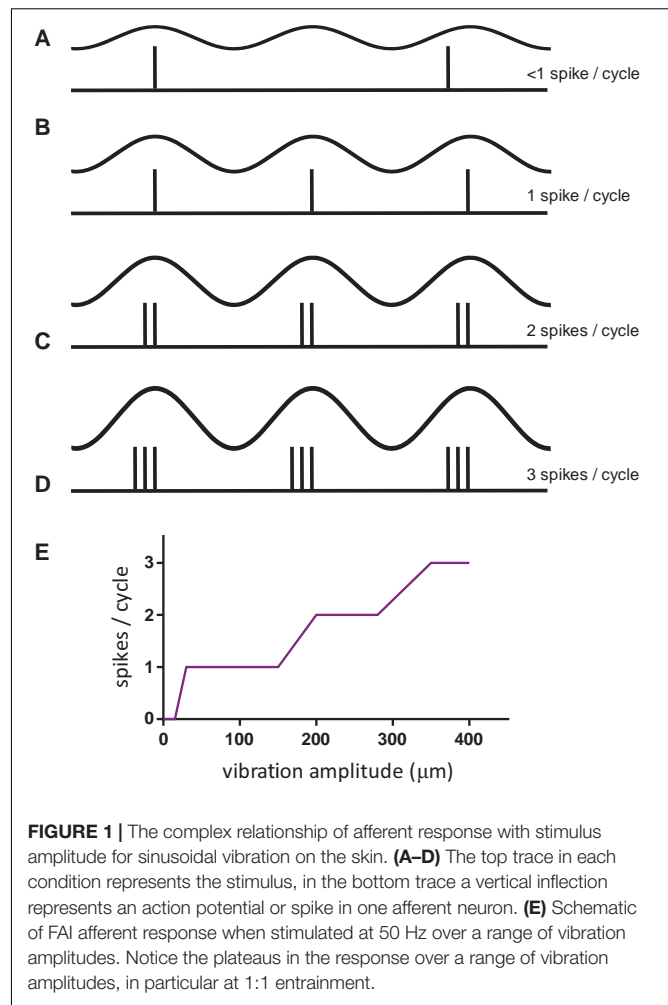 A
<1 spike / cycle
B
1 spike / cycle
C
2 spikes / cycle
D
3 spikes / cycle
E
spikes / cycle
3
2
1
0
0 100 200 300 400
vibration amplitude (μm)
FIGURE 1 | The complex relationship of afferent response with stimulus
amplitude for sinusoidal vibration on the skin. (A–D) The top trace in each
condition represents the stimulus, in the bottom trace a vertical inflection
represents an action potential or spike in one afferent neuron. (E) Schematic
of FAI afferent response when stimulated at 50 Hz over a range of vibration
amplitudes. Notice the plateaus in the response over a range of vibration
amplitudes, in particular at 1:1 entrainment.